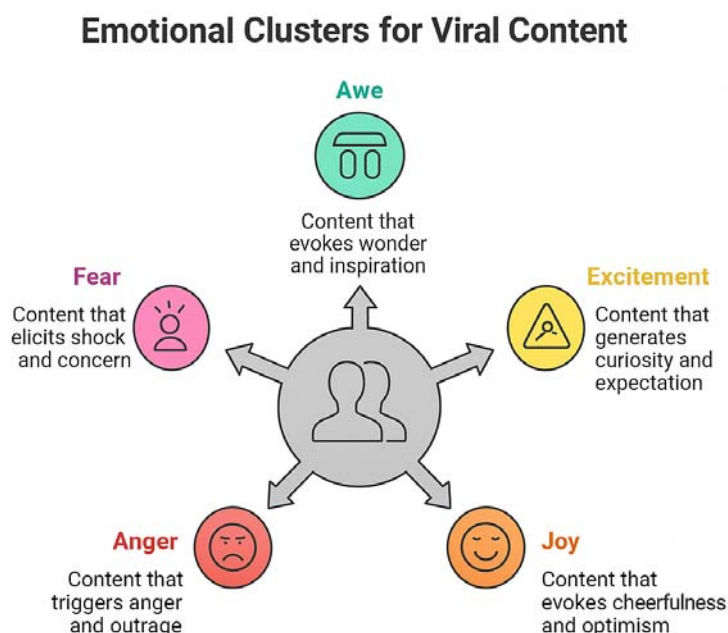 Emotional Clusters for Viral Content
Awe
Content that
evokes wonder
and inspiration
Fear
Content that
elicits shock
and concern
Excitement
Content that
generates
curiosity and
expectation
Anger
Content that
triggers anger
and outrage
Joy
Content that
evokes cheerfulness
and optimism